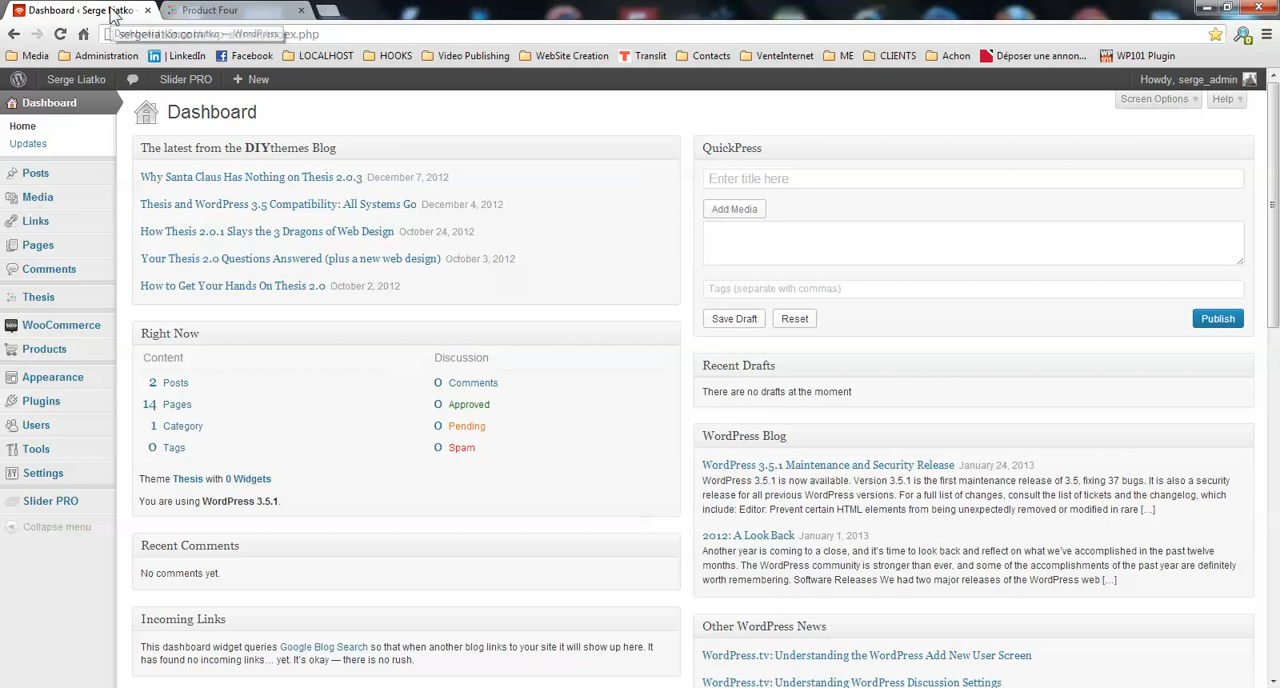 Dashboard ‹ Serge Liatko
Product Four
index.php
Media
Administration
LinkedIn
Facebook
LOCALHOST
HOOKS
Video Publishing
WebSite Creation
Translit
Contacts
VenteInternet
ME
CLIENTS
Achon
Déposer une annon...
WP101 Plugin
Serge Liatko
Slider PRO
+ New
Howdy, serge_admin
Dashboard
Home
Updates
Posts
Media
Links
Pages
Comments
Thesis
WooCommerce
Products
Appearance
Plugins
Users
Tools
Settings
Slider PRO
Collapse menu
Dashboard
Screen Options
Help
The latest from the DIYthemes Blog
Why Santa Claus Has Nothing on Thesis 2.0.3 December 7, 2012
Thesis and WordPress 3.5 Compatibility: All Systems Go December 4, 2012
How Thesis 2.0.1 Slays the 3 Dragons of Web Design October 24, 2012
Your Thesis 2.0 Questions Answered (plus a new web design) October 3, 2012
How to Get Your Hands On Thesis 2.0 October 2, 2012
Right Now
Content
Discussion
2 Posts
0 Comments
14 Pages
0 Approved
1 Category
0 Pending
0 Tags
0 Spam
Theme Thesis with 0 Widgets
You are using WordPress 3.5.1.
Recent Comments
No comments yet.
Incoming Links
This dashboard widget queries Google Blog Search so that when another blog links to your site it will show up here. It
has found no incoming links… yet. It's okay — there is no rush.
QuickPress
Enter title here
Add Media
Tags (separate with commas)
Save Draft
Reset
Publish
Recent Drafts
There are no drafts at the moment
WordPress Blog
WordPress 3.5.1 Maintenance and Security Release January 24, 2013
WordPress 3.5.1 is now available. Version 3.5.1 is the first maintenance release of 3.5, fixing 37 bugs. It is also a security
release for all previous WordPress versions. For a full list of changes, consult the list of tickets and the changelog, which
include: Editor: Prevent certain HTML elements from being unexpectedly removed or modified in rare […]
2012: A Look Back January 1, 2013
Another year is coming to a close, and it's time to look back and reflect on what we've accomplished in the past twelve
months. The WordPress community is stronger than ever, and some of the accomplishments of the past year are definitely
worth remembering. Software Releases We had two major releases of the WordPress web […]
Other WordPress News
WordPress.tv: Understanding the WordPress Add New User Screen
WordPress.tv: Understanding WordPress Discussion Settings